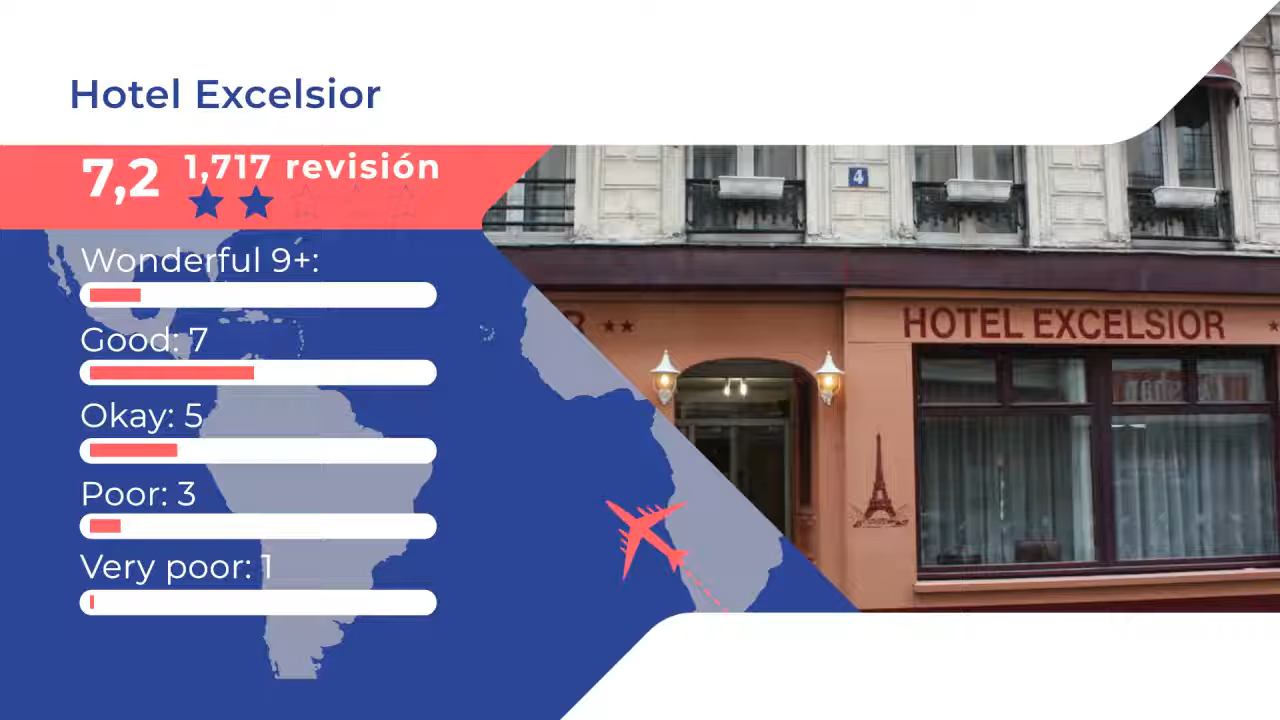 Hotel Excelsior
7,2
1,717 revisión
Wonderful 9+:
Good: 7
Okay: 5
Poor: 3
Very poor: 1
4
HOTEL EXCELSIOR